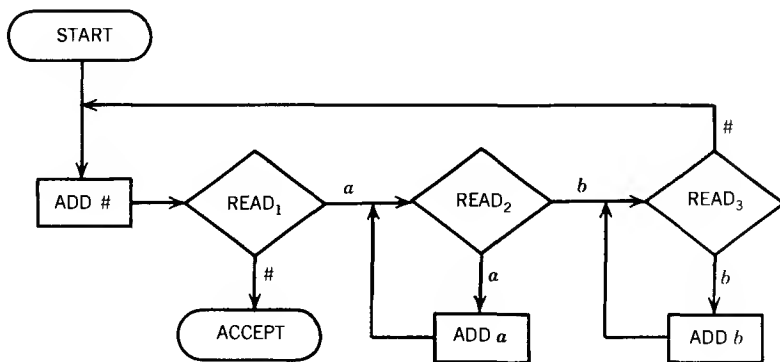 START
#
ADD #
READ₁
a
READ₂
b
READ₃
#
a
b
ACCEPT
ADD a
ADD b